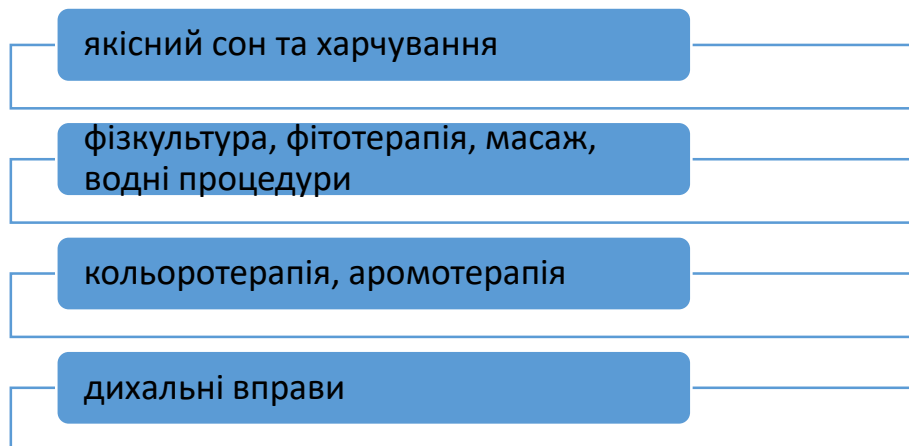 якісний сон та харчування
фізкультура, фітотерапія, масаж,
водні процедури
кольоротерапія, аромотерапія
дихальні вправи